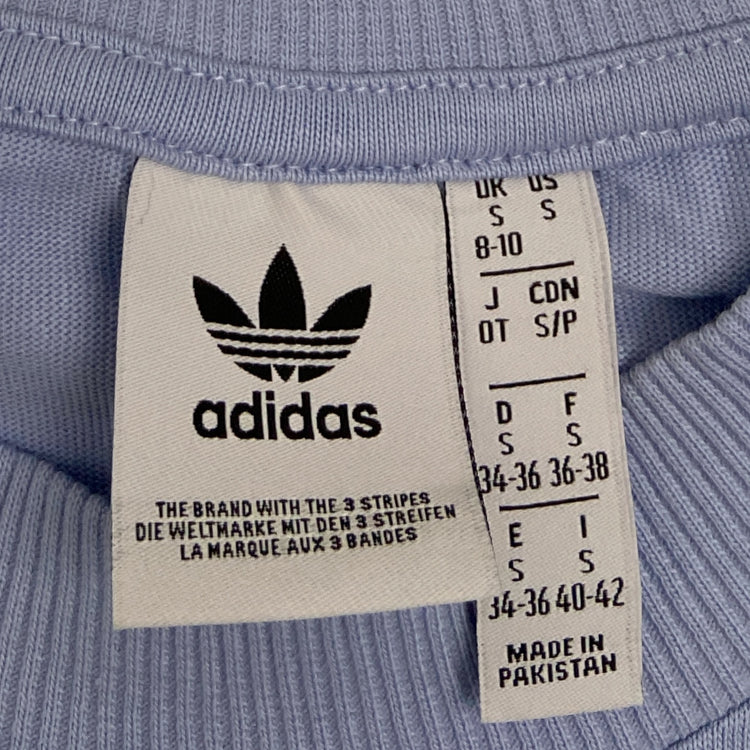 adidas
THE BRAND WITH THE 3 STRIPES
DIE WELTMARKE MIT DEN 3 STREIFEN
LA MARQUE AUX 3 BANDES
UK US
S S
8-10
J CDN
OT S/P
D F
S S
34-36 36-38
E I
S S
34-36 40-42
MADE IN
PAKISTAN